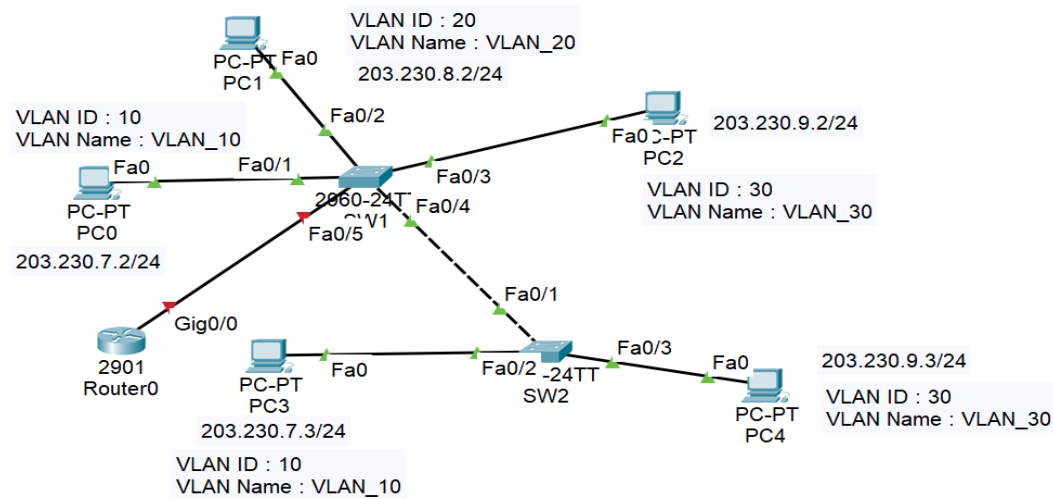 VLAN ID : 20
VLAN Name : VLAN_20
203.230.8.2/24
PC-PT Fa0
PC1
Fa0/2
VLAN ID : 10
VLAN Name : VLAN_10
Fa0
Fa0/1
PC-PT
PC0
203.230.7.2/24
Fa0
PC2
203.230.9.2/24
VLAN ID : 30
VLAN Name : VLAN_30
Fa0/3
2960-24TT
Fa0/4
Fa0/5
Gig0/0
2901
Router0
Fa0/1
Fa0
Fa0/2
-24TT
SW2
PC-PT
PC3
203.230.7.3/24
VLAN ID : 10
VLAN Name : VLAN_10
Fa0/3
Fa0
PC-PT
PC4
203.230.9.3/24
VLAN ID : 30
VLAN Name : VLAN_30